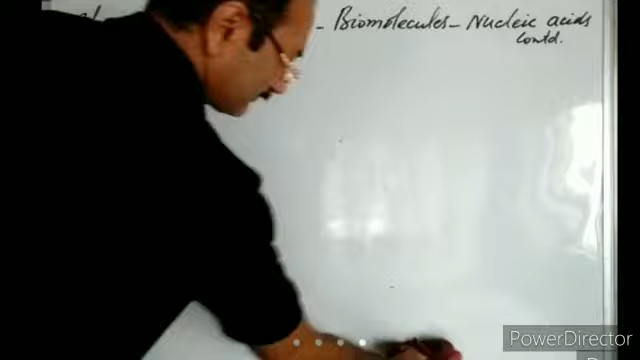 - Biomolecules - Nucleic acids
Contd.
PowerDirector